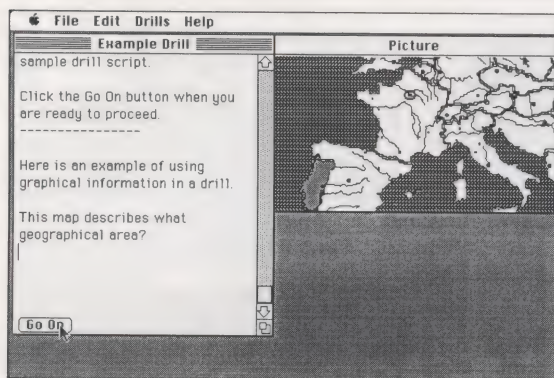 File Edit Drills Help
Example Drill
Picture
sample drill script.
Click the Go On button when you
are ready to proceed.
----------------
Here is an example of using
graphical information in a drill.
This map describes what
geographical area?
Go On